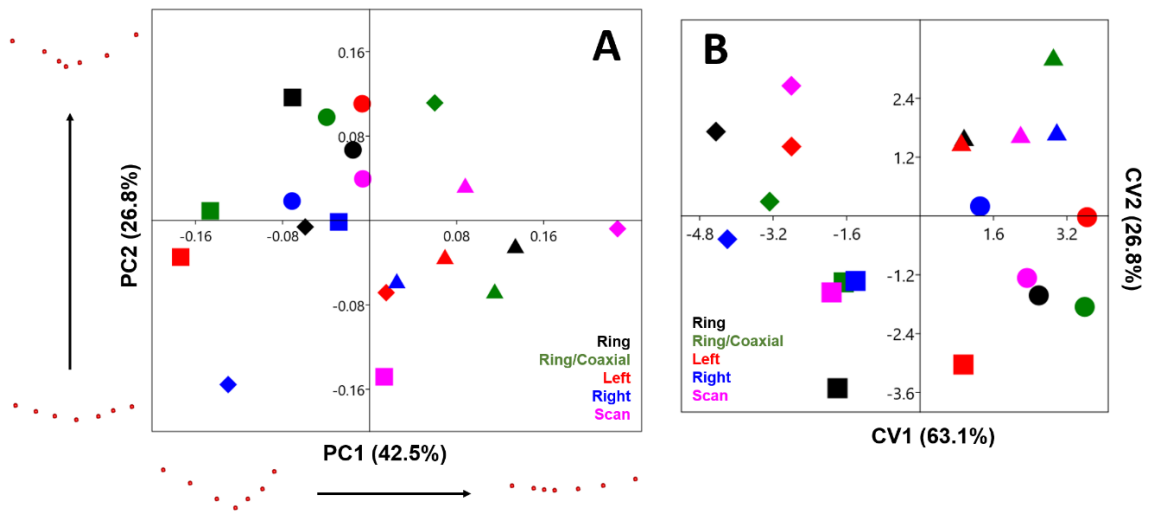 A
0.16
0.08
-0.16
-0.08
0.08
0.16
-0.08
-0.16
PC2 (26.8%)
Ring
Ring/Coaxial
Left
Right
Scan
PC1 (42.5%)
B
2.4
1.2
-4.8
-3.2
-1.6
1.6
3.2
-1.2
-2.4
-3.6
Ring
Ring/Coaxial
Left
Right
Scan
CV2 (26.8%)
CV1 (63.1%)